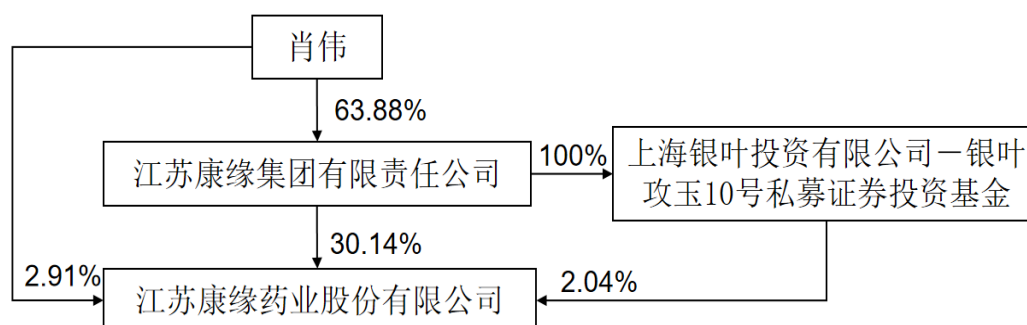 肖伟
63.88%
江苏康缘集团有限责任公司
100%
上海银叶投资有限公司－银叶
攻玉10号私募证券投资基金
30.14%
2.91%
江苏康缘药业股份有限公司
2.04%